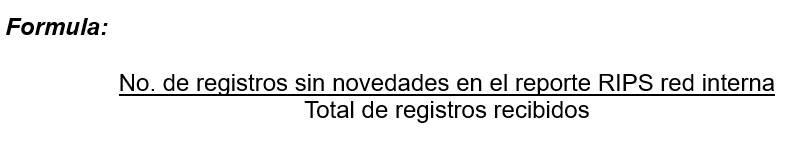 Formula:
No. de registros sin novedades en el reporte RIPS red interna
Total de registros recibidos